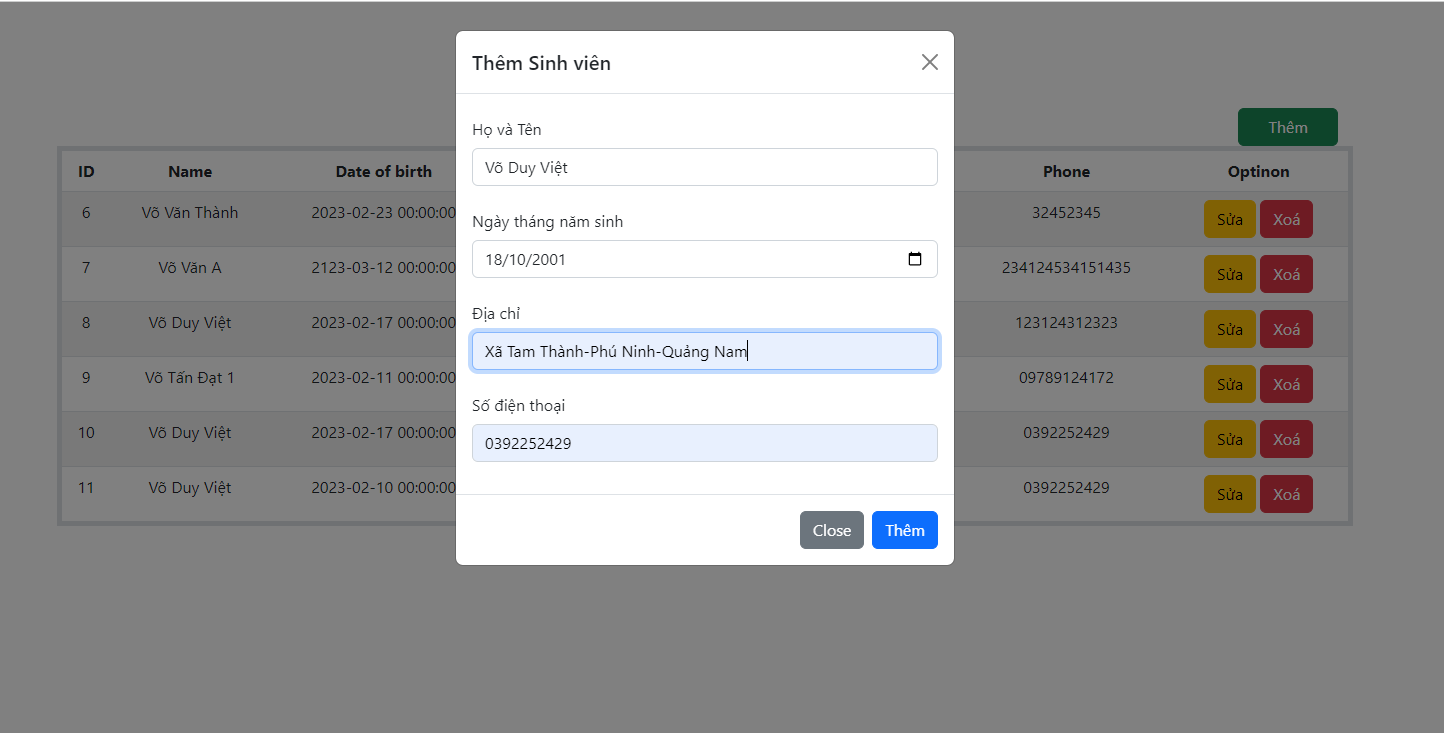 Thêm Sinh viên
Họ và Tên
Võ Duy Việt
Ngày tháng năm sinh
18/10/2001
Địa chỉ
Xã Tam Thành-Phú Ninh-Quảng Nam
Số điện thoại
0392252429
Close Thêm
Thêm
ID Name Date of birth Phone Optinon
6 Võ Văn Thành 2023-02-23 00:00:00 32452345 Sửa Xoá
7 Võ Văn A 2123-03-12 00:00:00 234124534151435 Sửa Xoá
8 Võ Duy Việt 2023-02-17 00:00:00 123124312323 Sửa Xoá
9 Võ Tấn Đạt 1 2023-02-11 00:00:00 09789124172 Sửa Xoá
10 Võ Duy Việt 2023-02-17 00:00:00 0392252429 Sửa Xoá
11 Võ Duy Việt 2023-02-10 00:00:00 0392252429 Sửa Xoá